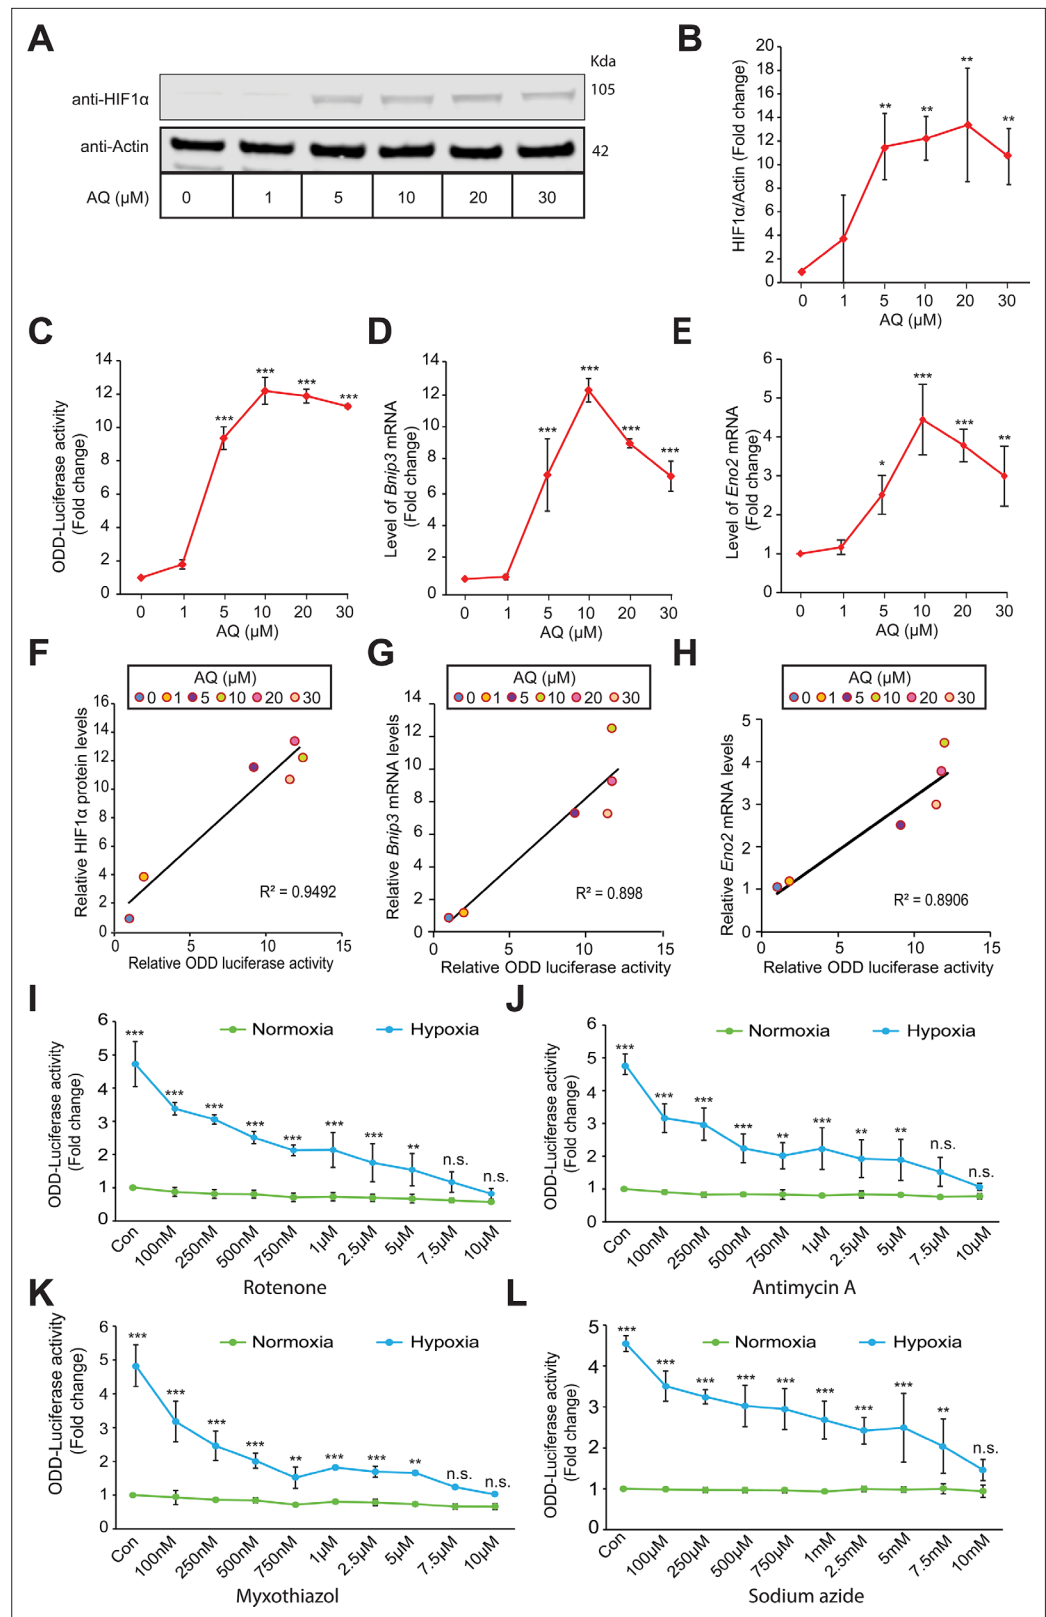 A
Kda
anti-HIF1α
105
anti-Actin
42
AQ (µM)
0 1 5 10 20 30
B
HIF1α/Actin (Fold change)
20
18
16
14
12
10
8
6
4
2
0
** ** ** **
0 1 5 10 20 30
AQ (µM)
C
ODD-Luciferase activity
(Fold change)
14
12
10
8
6
4
2
0
*** *** *** ***
0 1 5 10 20 30
AQ (µM)
D
Level of Bnip3 mRNA
(Fold change)
14
12
10
8
6
4
2
0
*** *** *** ***
0 1 5 10 20 30
AQ (µM)
E
Level of Eno2 mRNA
(Fold change)
6
5
4
3
2
1
0
* *** *** **
0 1 5 10 20 30
AQ (µM)
F
AQ (µM)
0 1 5 10 20 30
Relative HIF1α protein levels
16
14
12
10
8
6
4
2
0
R² = 0.9492
0 5 10 15
Relative ODD luciferase activity
G
AQ (µM)
0 1 5 10 20 30
Relative Bnip3 mRNA levels
14
12
10
8
6
4
2
0
R² = 0.898
0 5 10 15
Relative ODD luciferase activity
H
AQ (µM)
0 1 5 10 20 30
Relative Eno2 mRNA levels
5
4
3
2
1
0
R² = 0.8906
0 5 10 15
Relative ODD luciferase activity
I
Normoxia Hypoxia
ODD-Luciferase activity
(Fold change)
6
5
4
3
2
1
0
*** *** *** *** *** *** *** ** n.s. n.s.
Con 100nM 250nM 500nM 750nM 1µM 2.5µM 5µM 7.5µM 10µM
Rotenone
J
Normoxia Hypoxia
ODD-Luciferase activity
(Fold change)
6
5
4
3
2
1
0
*** *** *** *** ** *** ** ** n.s. n.s.
Con 100nM 250nM 500nM 750nM 1µM 2.5µM 5µM 7.5µM 10µM
Antimycin A
K
Normoxia Hypoxia
ODD-Luciferase activity
(Fold change)
6
5
4
3
2
1
0
*** *** *** *** ** *** *** ** n.s. n.s.
Con 100nM 250nM 500nM 750nM 1µM 2.5µM 5µM 7.5µM 10µM
Myxothiazol
L
Normoxia Hypoxia
ODD-Luciferase activity
(Fold change)
5
4
3
2
1
0
*** *** *** *** *** *** *** *** ** n.s.
Con 100µM 250µM 500µM 750µM 1mM 2.5mM 5mM 7.5mM 10mM
Sodium azide